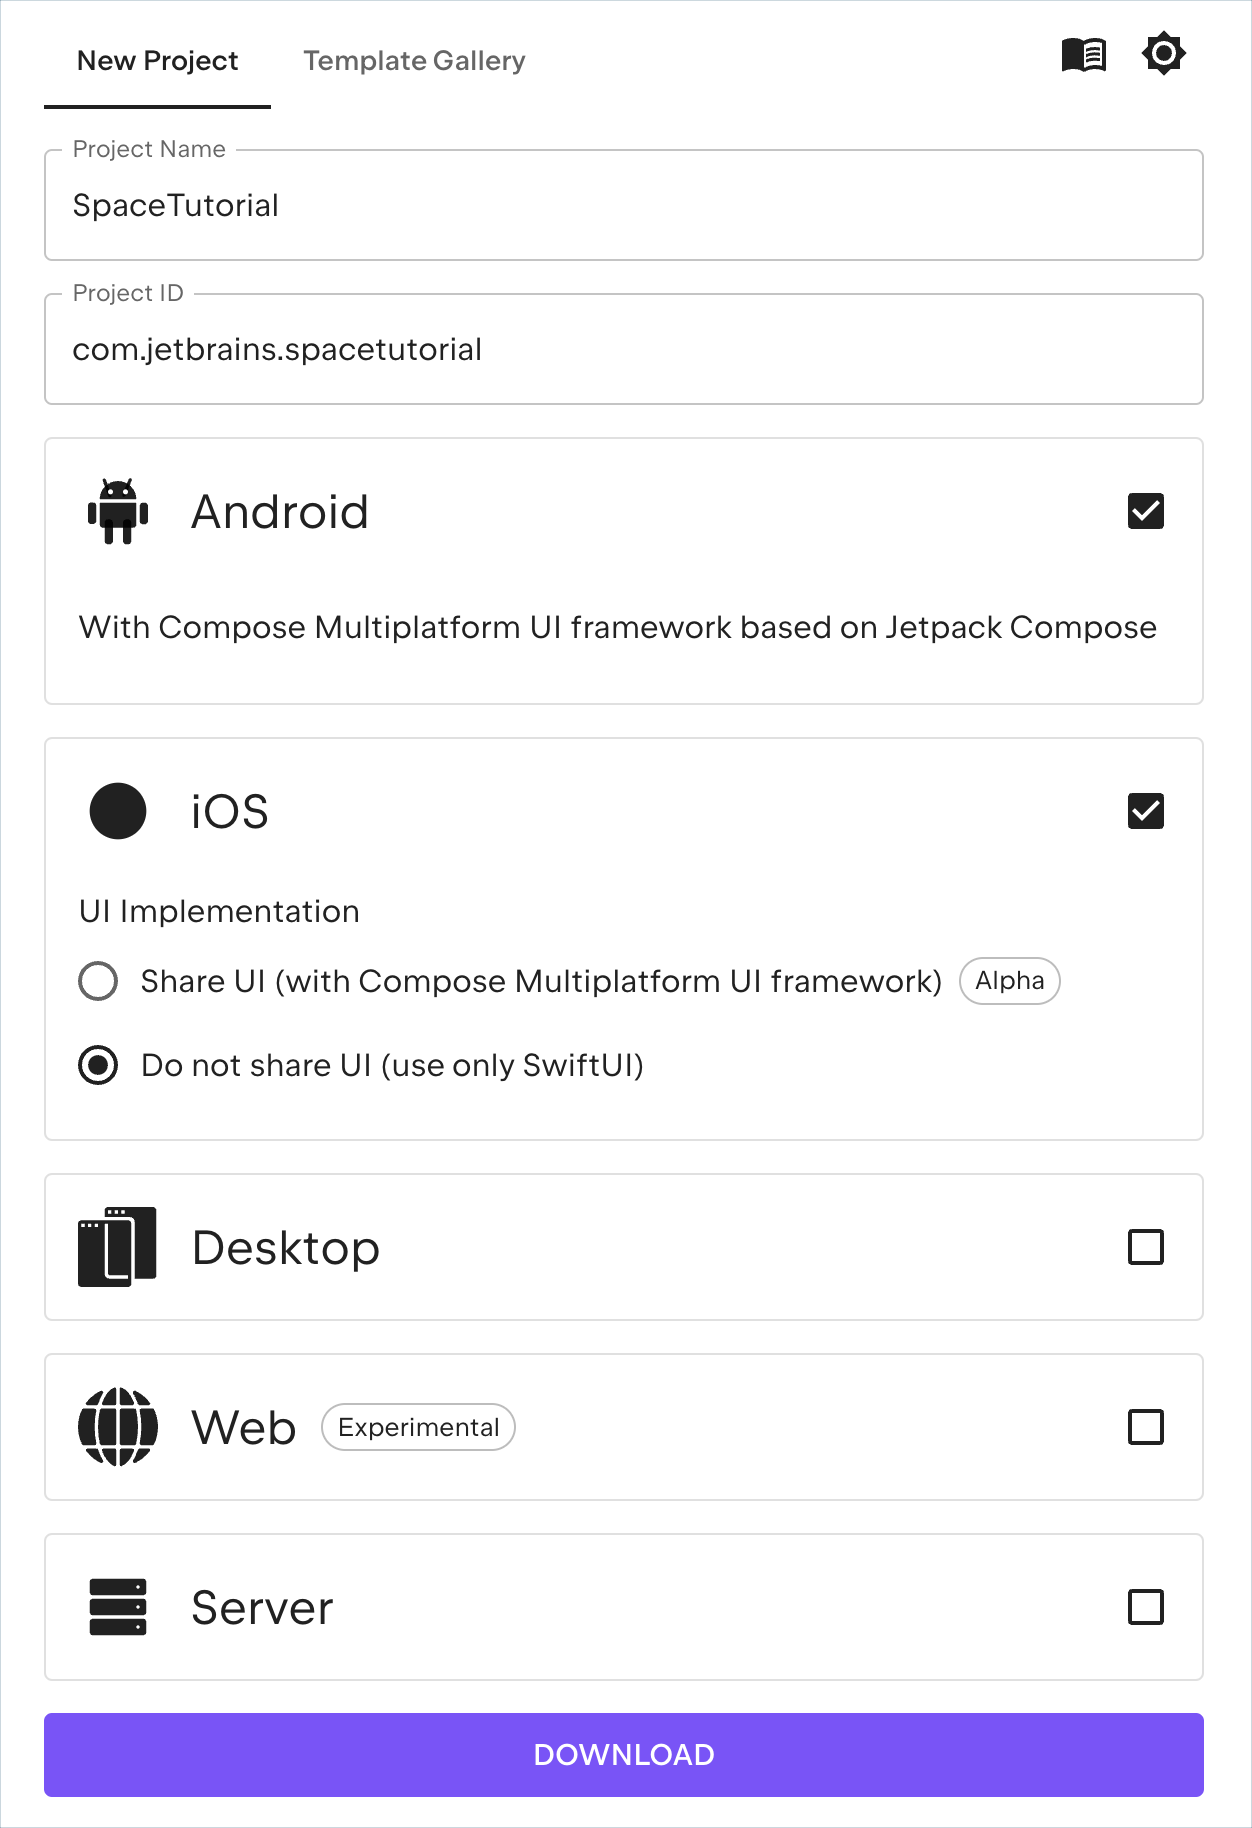 New Project
Template Gallery
Project Name
SpaceTutorial
Project ID
com.jetbrains.spacetutorial
Android
With Compose Multiplatform UI framework based on Jetpack Compose
iOS
UI Implementation
Share UI (with Compose Multiplatform UI framework) Alpha
Do not share UI (use only SwiftUI)
Desktop
Web Experimental
Server
DOWNLOAD